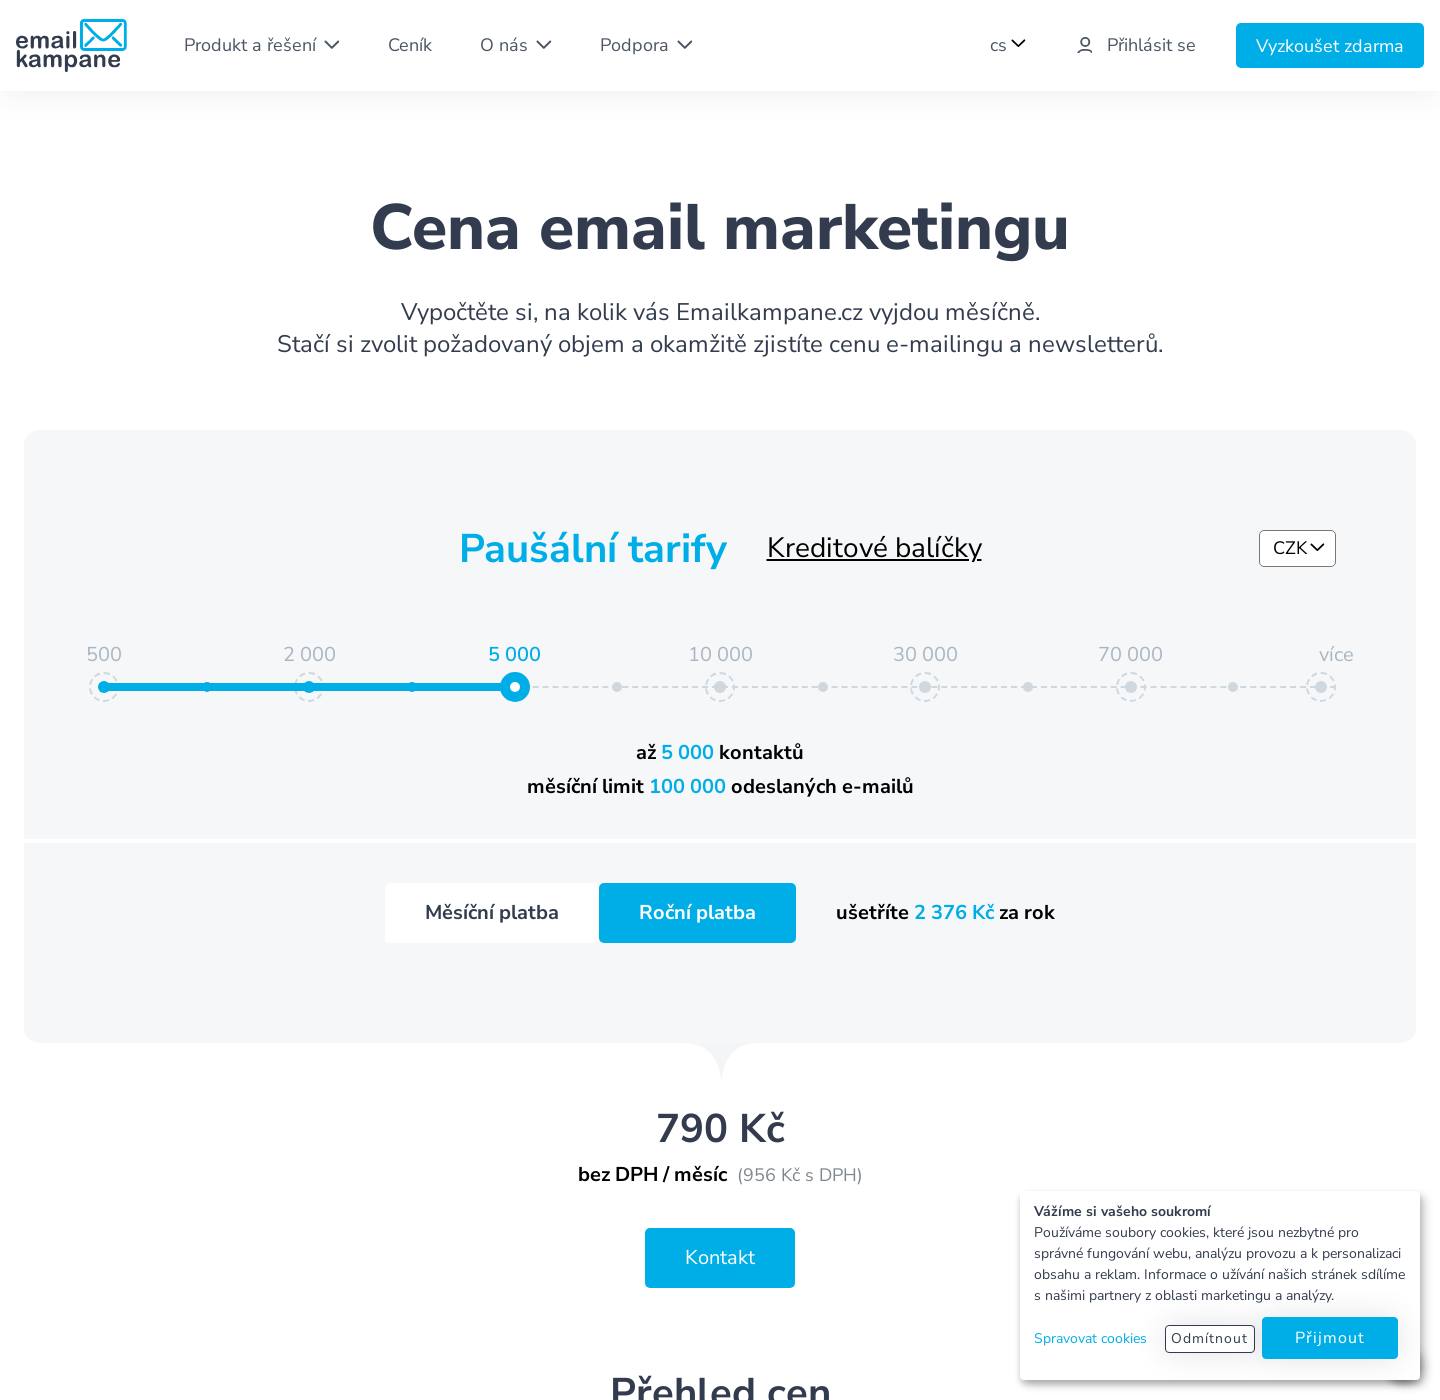 email
kampane
Produkt a řešení
Ceník
O nás
Podpora
cs
Přihlásit se
Vyzkoušet zdarma
Cena email marketingu
Vypočtěte si, na kolik vás Emailkampane.cz vyjdou měsíčně.
Stačí si zvolit požadovaný objem a okamžitě zjistíte cenu e-mailingu a newsletterů.
Paušální tarify
Kreditové balíčky
CZK
500
2 000
5 000
10 000
30 000
70 000
více
až 5 000 kontaktů
měsíční limit 100 000 odeslaných e-mailů
Měsíční platba
Roční platba
ušetříte 2 376 Kč za rok
790 Kč
bez DPH / měsíc (956 Kč s DPH)
Kontakt
Vážíme si vašeho soukromí
Používáme soubory cookies, které jsou nezbytné pro
správné fungování webu, analýzu provozu a k personalizaci
obsahu a reklam. Informace o užívání našich stránek sdílíme
s našimi partnery z oblasti marketingu a analýzy.
Spravovat cookies
Odmítnout
Přijmout
Přehled cen